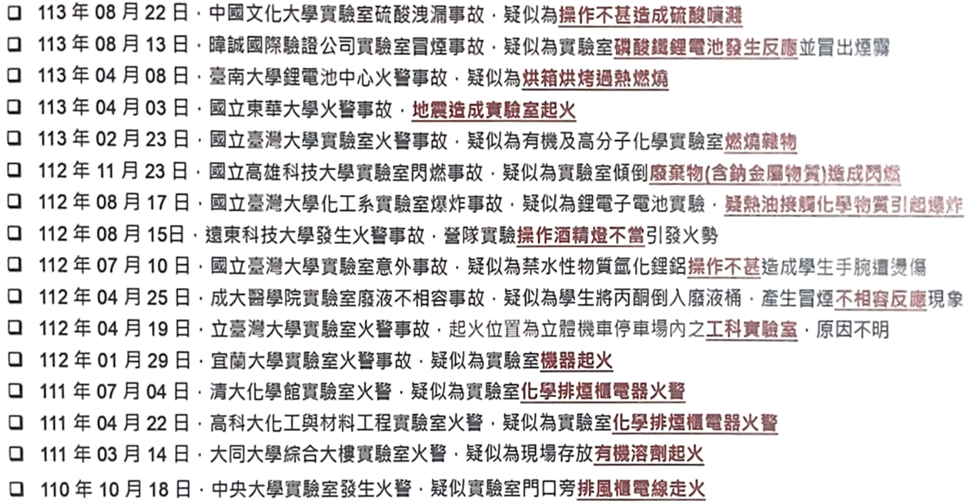 ❑ 113 年 08 月 22 日．中國文化大學實驗室硫酸洩漏事故，疑似為操作不甚造成硫酸噴濺
❑ 113 年 08 月 13 日．暐誠國際驗證公司實驗室冒煙事故，疑似為實驗室磷酸鐵鋰電池發生反應並冒出煙霧
❑ 113 年 04 月 08 日．臺南大學鋰電池中心火警事故，疑似為烘箱烘烤過熱燃燒
❑ 113 年 04 月 03 日．國立東華大學火警事故．地震造成實驗室起火
❑ 113 年 02 月 23 日．國立臺灣大學實驗室火警事故，疑似為有機及高分子化學實驗室燃燒雜物
❑ 112 年 11 月 23 日．國立高雄科技大學實驗室閃燃事故，疑似為實驗室傾倒廢棄物(含鈉金屬物質)造成閃燃
❑ 112 年 08 月 17 日．國立臺灣大學化工系實驗室爆炸事故，疑似為鋰電子電池實驗，疑熱油接觸化學物質引起爆炸
❑ 112 年 08 月 15日．遠東科技大學發生火警事故．營隊實驗操作酒精燈不當引發火勢
❑ 112 年 07 月 10 日．國立臺灣大學實驗室意外事故，疑似為禁水性物質氫化鋰鋁操作不甚造成學生手腕遭燙傷
❑ 112 年 04 月 25 日．成大醫學院實驗室廢液不相容事故，疑似為學生將丙酮倒入廢液桶，產生冒煙不相容反應現象
❑ 112 年 04 月 19 日．立臺灣大學實驗室火警事故，起火位置為立體機車停車場內之工科實驗室，原因不明
❑ 112 年 01 月 29 日．宜蘭大學實驗室火警事故，疑似為實驗室機器起火
❑ 111 年 07 月 04 日．清大化學館實驗室火警．疑似為實驗室化學排煙櫃電器火警
❑ 111 年 04 月 22 日．高科大化工與材料工程實驗室火警．疑似為實驗室化學排煙櫃電器火警
❑ 111 年 03 月 14 日．大同大學綜合大樓實驗室火警．疑似為現場存放有機溶劑起火
❑ 110 年 10 月 18 日．中央大學實驗室發生火警．疑似實驗室門口旁排風櫃電線走火